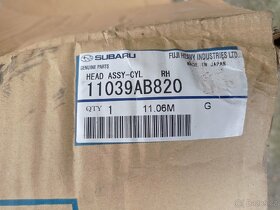 SUBARU
FUJI HEAVY INDUSTRIES LTD.
GENUINE PARTS
MADE IN JAPAN
HEAD ASSY-CYL RH
11039AB820
QTY 1 11.06M G